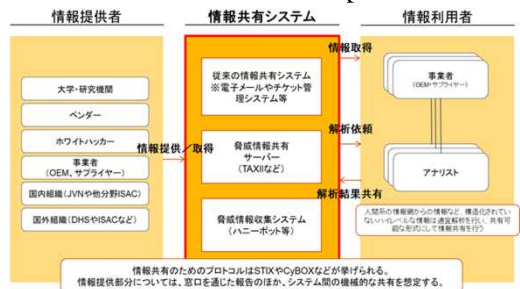 情報提供者
情報共有システム
情報利用者
大学・研究機関
ベンダー
ホワイトハッカー
事業者
(OEM、サプライヤー)
国内組織(JVNや他分野ISAC)
国外組織(DHSやISACなど)
情報提供／取得
従来の情報共有システム
※電子メールやチケット管
理システム等
脅威情報共有
サーバー
(TAXIIなど)
脅威情報収集システム
(ハニーポット等)
情報取得
解析依頼
解析結果共有
事業者
(OEM・サプライヤー)
アナリスト
人間系の情報網からの情報など、構造化されてい
ないハイレベルな情報は適宜解析を行い、共有可
能な形式にして情報共有を行う
情報共有のためのプロトコルはSTIXやCyBOXなどが挙げられる。
情報提供部分については、窓口を通じた報告のほか、システム間の機械的な共有を想定する。